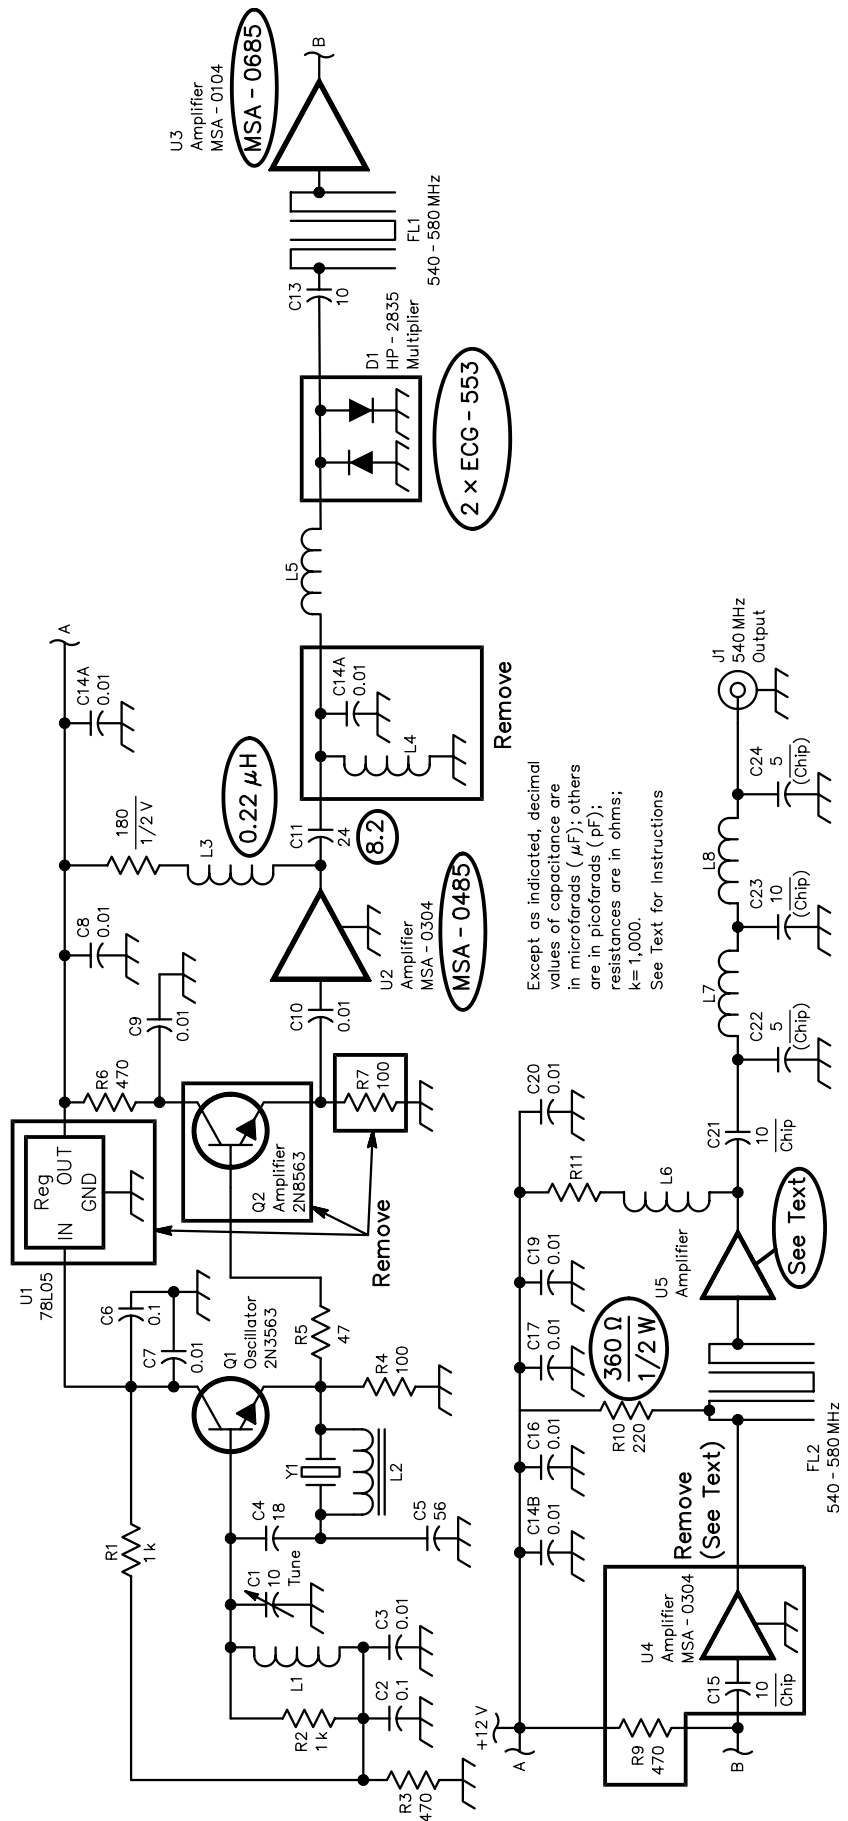 U1
78L05
Reg
IN
OUT
GND
A
C14A
0.01
180
1/2 V
L3
0.22 μH
C8
0.01
C9
0.01
R6
470
C6
0.1
C7
0.01
R1
1k
Q1
Oscillator
2N3563
Q2
Amplifier
2N8563
R7
100
Remove
R5
47
R4
100
Y1
L2
C4
18
C5
56
C1
10
Tune
L1
R2
1k
C2
0.1
C3
0.01
R3
470
C10
0.01
U2
Amplifier
MSA - 0304
MSA - 0485
C11
24
8.2
C14A
0.01
L4
Remove
L5
D1
HP - 2835
Multiplier
2 × ECG - 553
C13
10
FL1
540 - 580 MHz
U3
Amplifier
MSA - 0104
MSA - 0685
B
Except as indicated, decimal
values of capacitance are
in microfarads ( μF); others
are in picofarads ( pF);
resistances are in ohms;
k= 1,000.
See Text for Instructions
+12 V
A
C14B
0.01
C16
0.01
C17
0.01
C19
0.01
C20
0.01
R9
470
B
C15
10
Chip
U4
Amplifier
MSA - 0304
Remove
(See Text)
R10
220
360 Ω
1/2 W
FL2
540 - 580 MHz
U5
Amplifier
See Text
R11
L6
C21
10
Chip
C22
5
(Chip)
L7
C23
10
(Chip)
L8
C24
5
(Chip)
J1
540 MHz
Output